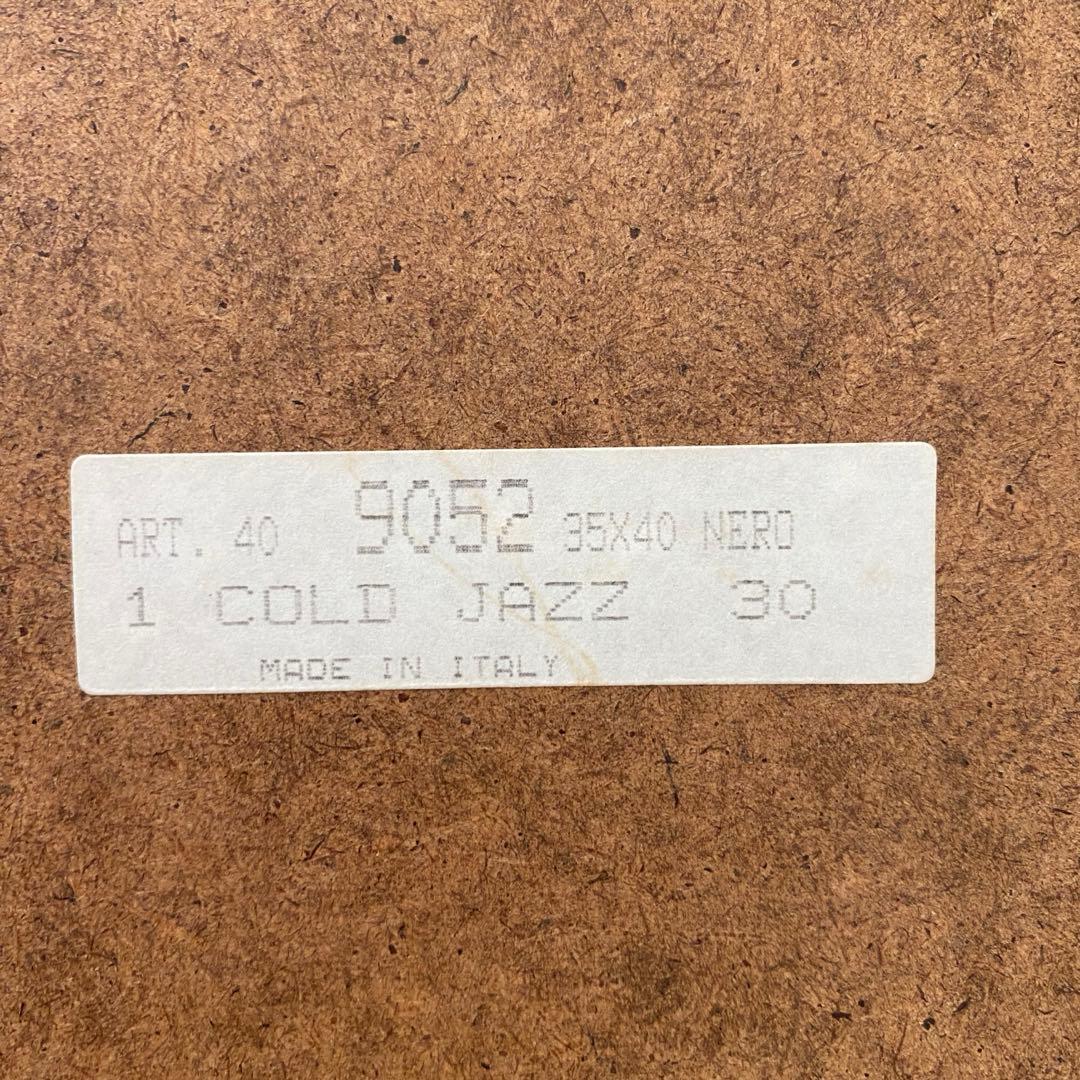 ART. 40 9052 35X40 NERO
1 COLD JAZZ 30
MADE IN ITALY